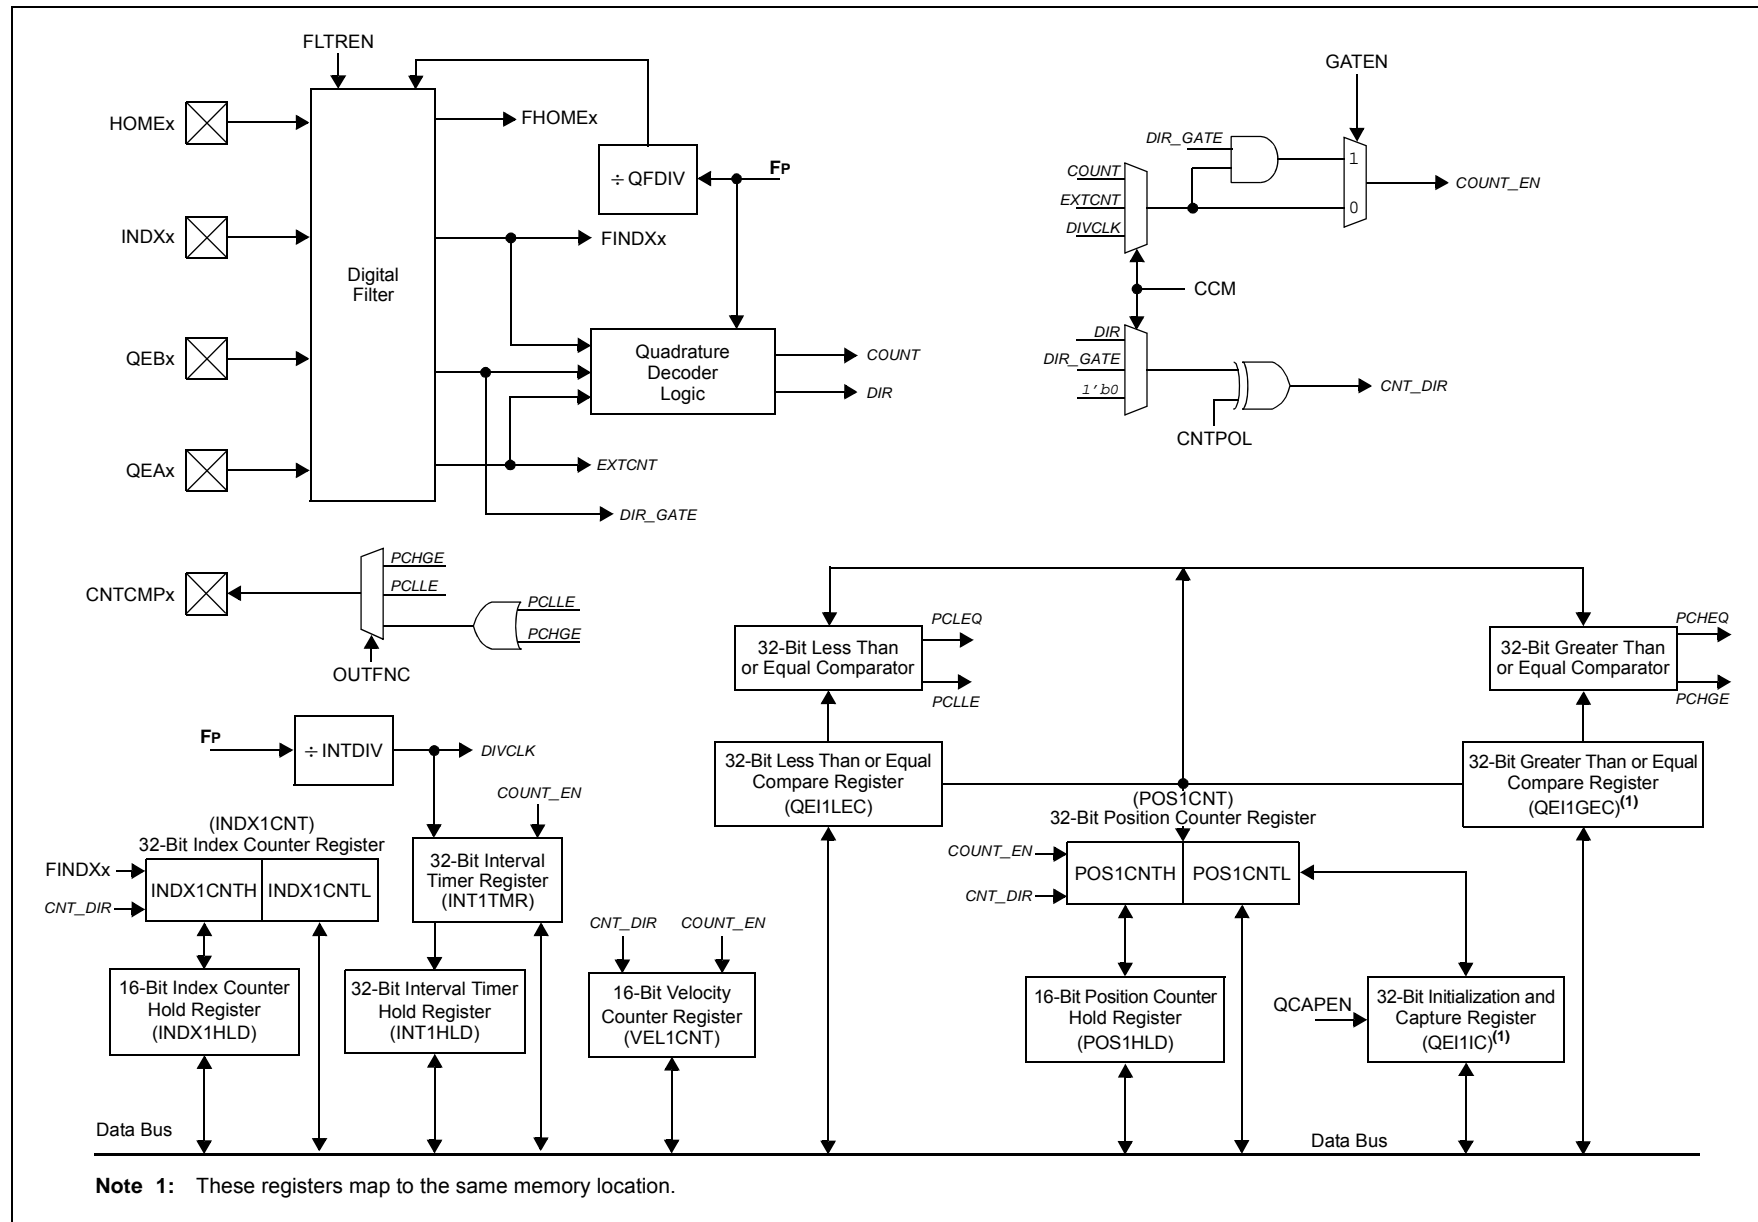 FLTREN
HOMEx
FHOMEx
÷ QFDIV
FP
INDXx
FINDXx
Digital
Filter
QEBx
Quadrature
Decoder
Logic
COUNT
DIR
QEAx
EXTCNT
DIR_GATE
GATEN
DIR_GATE
COUNT
EXTCNT
DIVCLK
1
0
COUNT_EN
CCM
DIR
DIR_GATE
1'b0
CNT_DIR
CNTPOL
CNTCMPx
PCHGE
PCLLE
PCLLE
PCHGE
OUTFNC
PCLEQ
32-Bit Less Than
or Equal Comparator
PCLLE
PCHEQ
32-Bit Greater Than
or Equal Comparator
PCHGE
FP
÷ INTDIV
DIVCLK
COUNT_EN
32-Bit Less Than or Equal
Compare Register
(QEI1LEC)
32-Bit Greater Than or Equal
Compare Register
(QEI1GEC)(1)
(POS1CNT)
32-Bit Position Counter Register
COUNT_EN
CNT_DIR
POS1CNTH
POS1CNTL
(INDX1CNT)
32-Bit Index Counter Register
FINDXx
CNT_DIR
INDX1CNTH
INDX1CNTL
32-Bit Interval
Timer Register
(INT1TMR)
CNT_DIR
COUNT_EN
16-Bit Index Counter
Hold Register
(INDX1HLD)
32-Bit Interval Timer
Hold Register
(INT1HLD)
16-Bit Velocity
Counter Register
(VEL1CNT)
16-Bit Position Counter
Hold Register
(POS1HLD)
QCAPEN
32-Bit Initialization and
Capture Register
(QEI1IC)(1)
Data Bus
Data Bus
Note 1: These registers map to the same memory location.